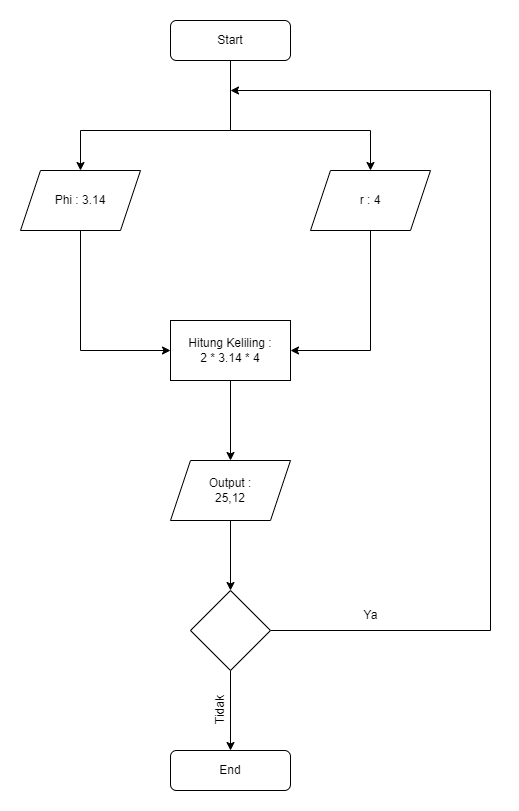 Start
Phi : 3.14
r : 4
Hitung Keliling :
2 * 3.14 * 4
Output :
25,12
Ya
Tidak
End